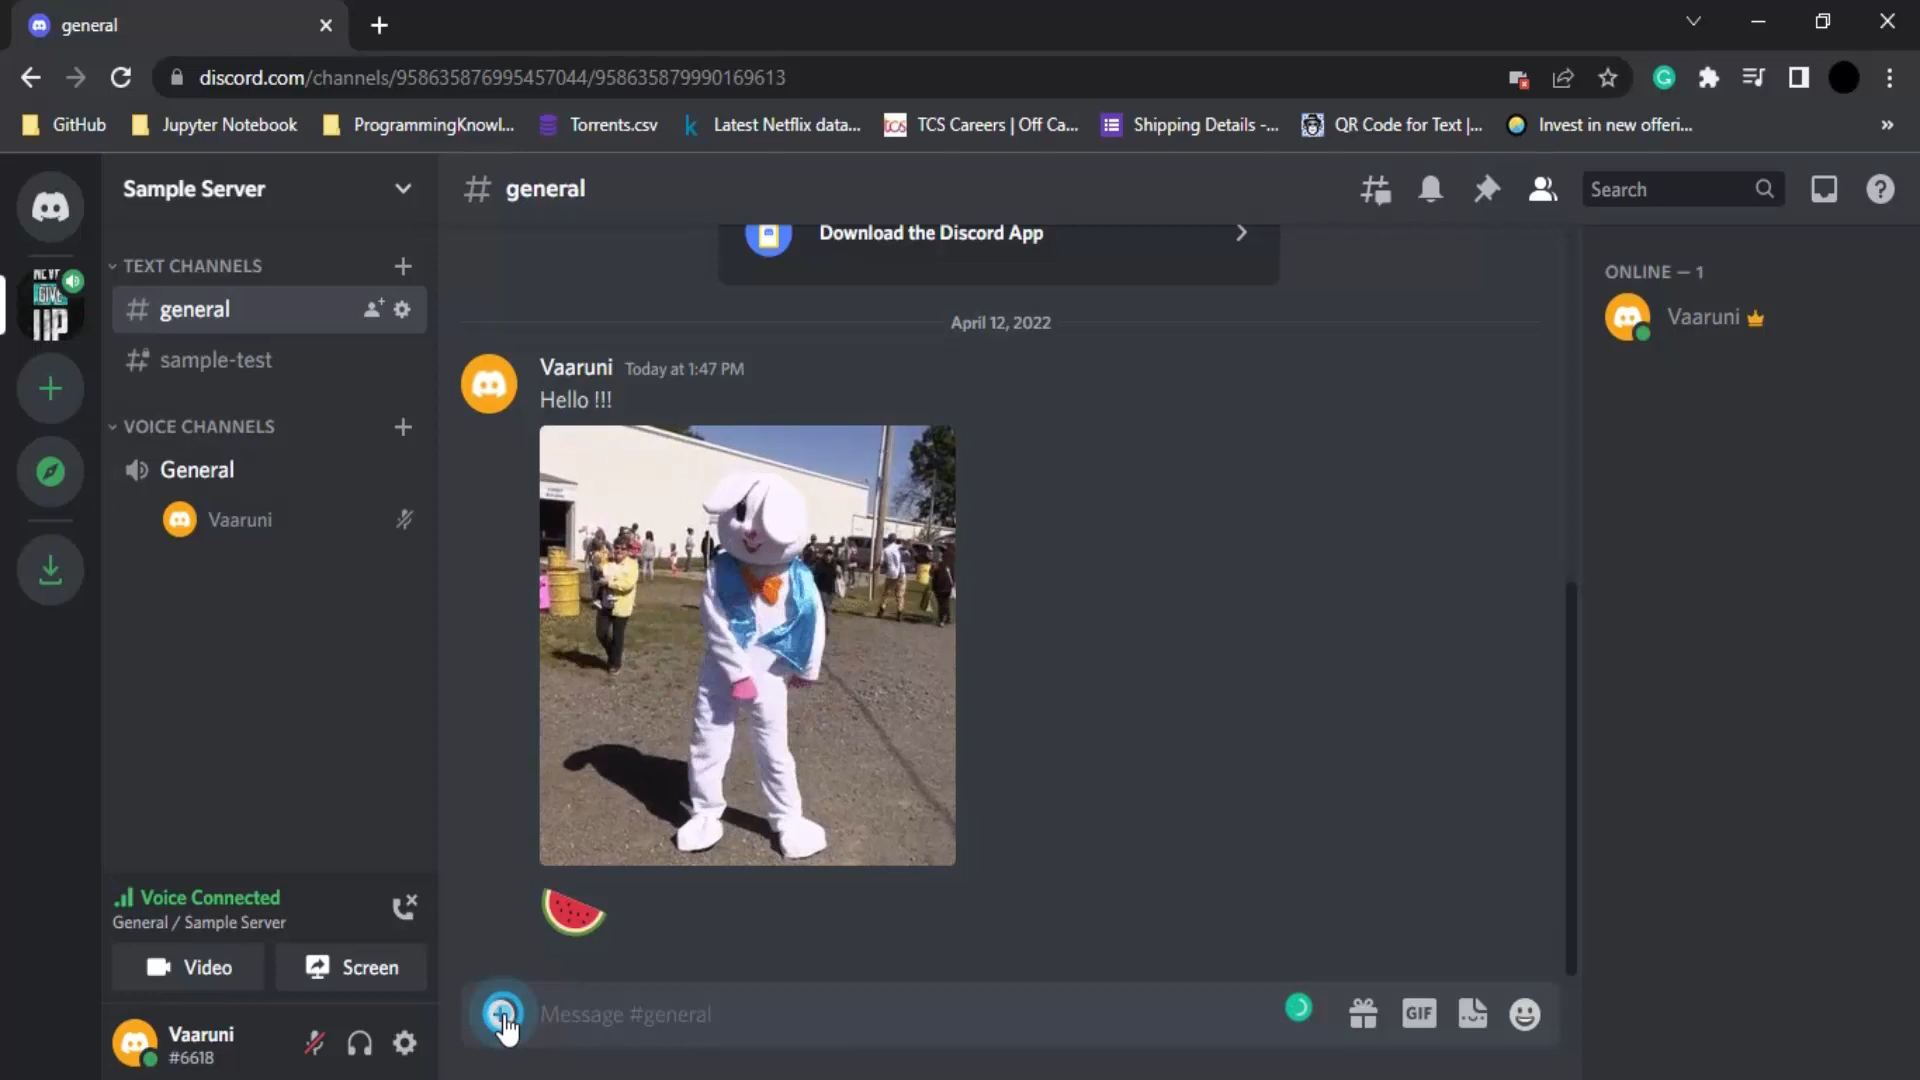 general
discord.com/channels/958635876995457044/958635879990169613
GitHub
Jupyter Notebook
ProgrammingKnowl...
Torrents.csv
Latest Netflix data...
TCS Careers | Off Ca...
Shipping Details -...
QR Code for Text |...
Invest in new offeri...
Sample Server
general
Search
Download the Discord App
TEXT CHANNELS
general
sample-test
VOICE CHANNELS
General
Vaaruni
NEVER
GIVE
UP
April 12, 2022
Vaaruni Today at 1:47 PM
Hello !!!
ONLINE — 1
Vaaruni
Voice Connected
General / Sample Server
Video
Screen
Vaaruni
#6618
Message #general
GIF